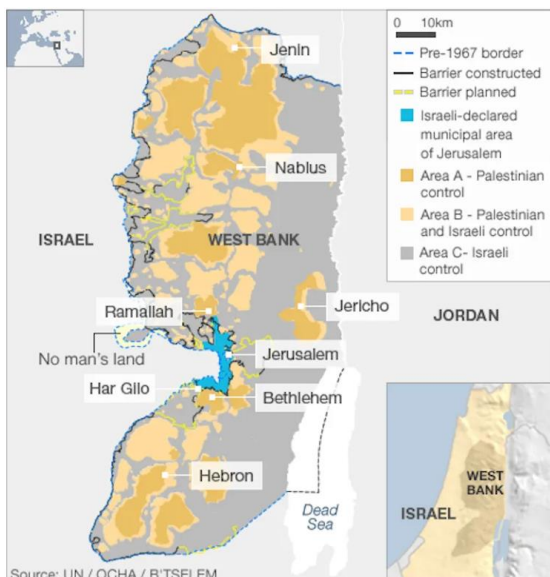 0 10km
Pre-1967 border
Barrier constructed
Barrier planned
Israeli-declared
municipal area
of Jerusalem
Area A - Palestinian
control
Area B - Palestinian
and Israeli control
Area C- Israeli
control
Jenin
Nablus
ISRAEL
WEST BANK
Ramallah
Jericho
JORDAN
No man's land
Jerusalem
Har Gilo
Bethlehem
Hebron
Dead
Sea
WEST
BANK
ISRAEL
Source: UN / OCHA / B'TSELEM